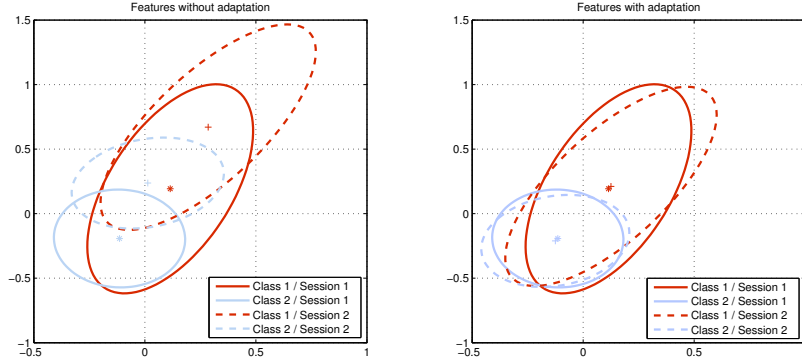 Features without adaptation
1.5
1
0.5
0
−0.5
−1
−0.5
0
0.5
1
Class 1 / Session 1
Class 2 / Session 1
Class 1 / Session 2
Class 2 / Session 2
Features with adaptation
1.5
1
0.5
0
−0.5
−1
−0.5
0
0.5
Class 1 / Session 1
Class 2 / Session 1
Class 1 / Session 2
Class 2 / Session 2